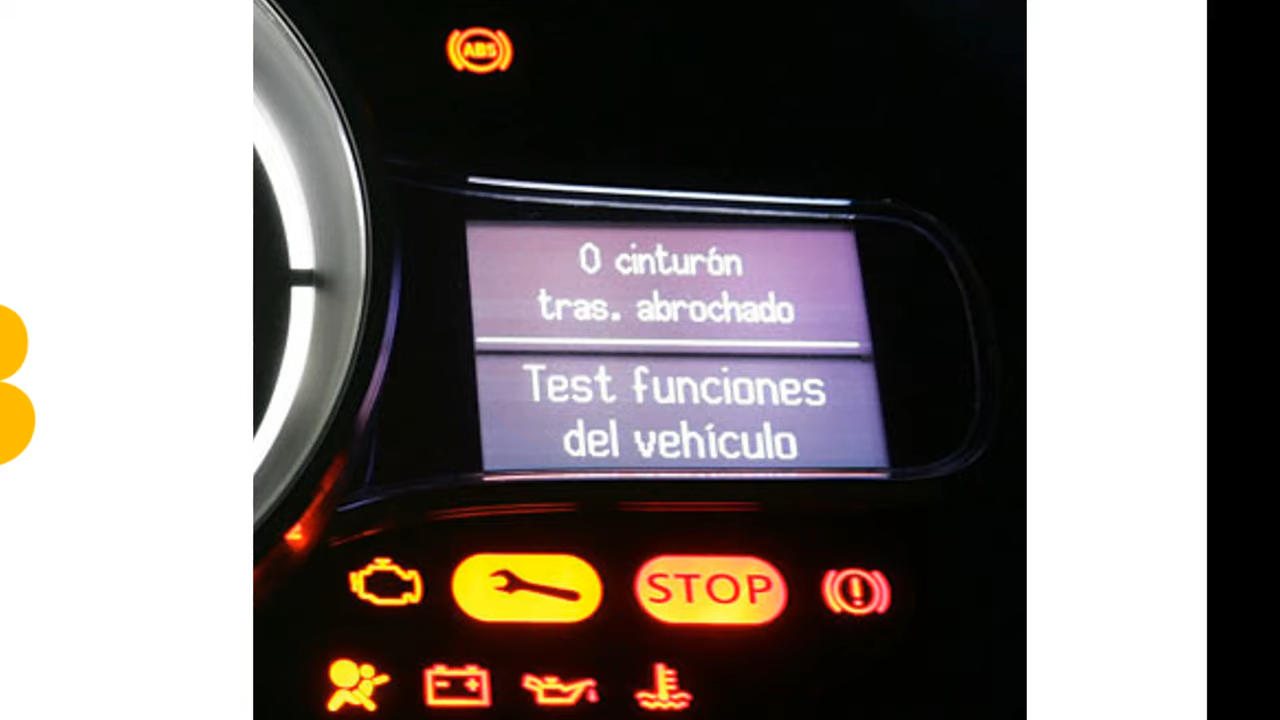 ABS
0 cinturón
tras. abrochado
Test funciones
del vehículo
STOP